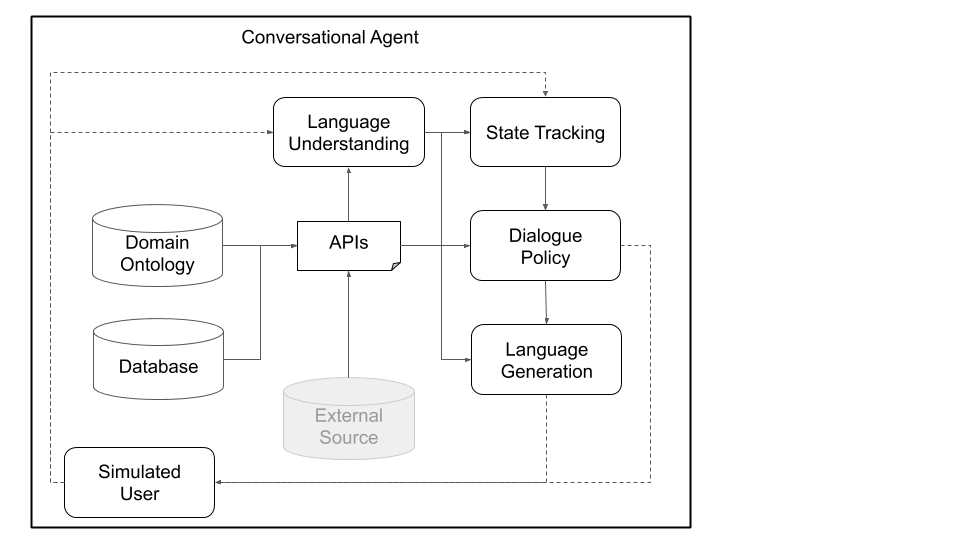 Conversational Agent
Language
Understanding
State Tracking
Domain
Ontology
APIs
Dialogue
Policy
Database
Language
Generation
External
Source
Simulated
User